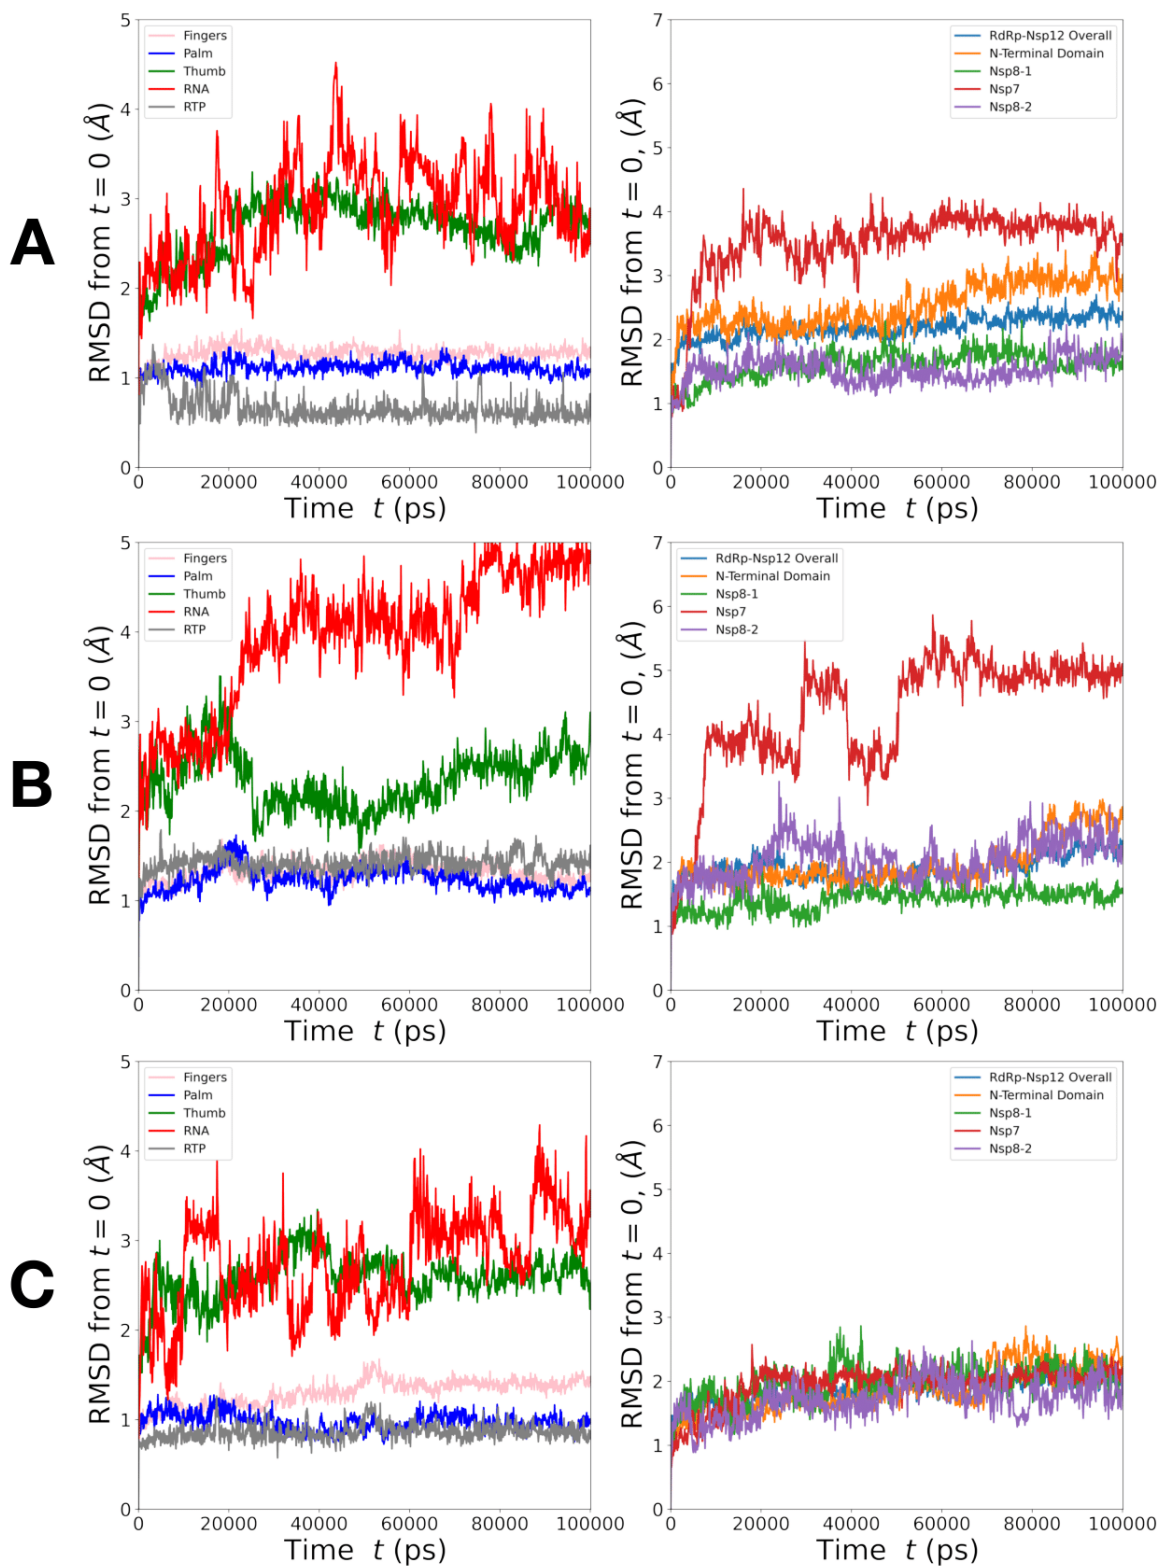 A
RMSD from t = 0 (Å)
5
4
3
2
1
0
Fingers
Palm
Thumb
RNA
RTP
0 20000 40000 60000 80000 100000
Time t (ps)
RMSD from t = 0, (Å)
7
6
5
4
3
2
1
0
RdRp-Nsp12 Overall
N-Terminal Domain
Nsp8-1
Nsp7
Nsp8-2
0 20000 40000 60000 80000 100000
Time t (ps)
B
RMSD from t = 0 (Å)
5
4
3
2
1
0
Fingers
Palm
Thumb
RNA
RTP
0 20000 40000 60000 80000 100000
Time t (ps)
RMSD from t = 0, (Å)
7
6
5
4
3
2
1
0
RdRp-Nsp12 Overall
N-Terminal Domain
Nsp8-1
Nsp7
Nsp8-2
0 20000 40000 60000 80000 100000
Time t (ps)
C
RMSD from t = 0 (Å)
5
4
3
2
1
0
Fingers
Palm
Thumb
RNA
RTP
0 20000 40000 60000 80000 100000
Time t (ps)
RMSD from t = 0, (Å)
7
6
5
4
3
2
1
0
RdRp-Nsp12 Overall
N-Terminal Domain
Nsp8-1
Nsp7
Nsp8-2
0 20000 40000 60000 80000 100000
Time t (ps)